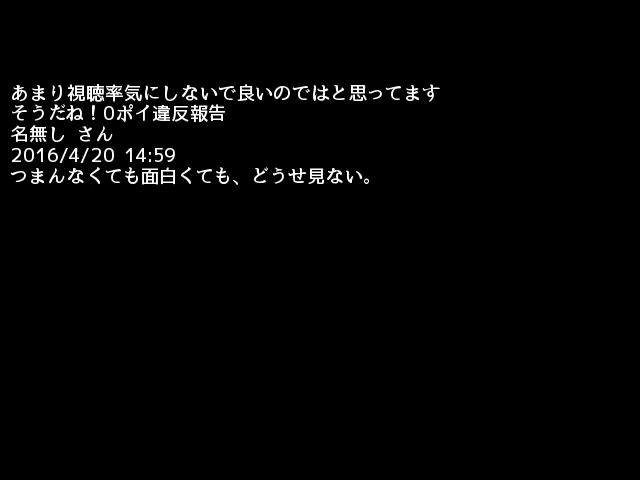 あまり視聴率気にしないで良いのではと思ってます
そうだね！0ポイ違反報告
名無し さん
2016/4/20 14:59
つまんなくても面白くても、どうせ見ない。